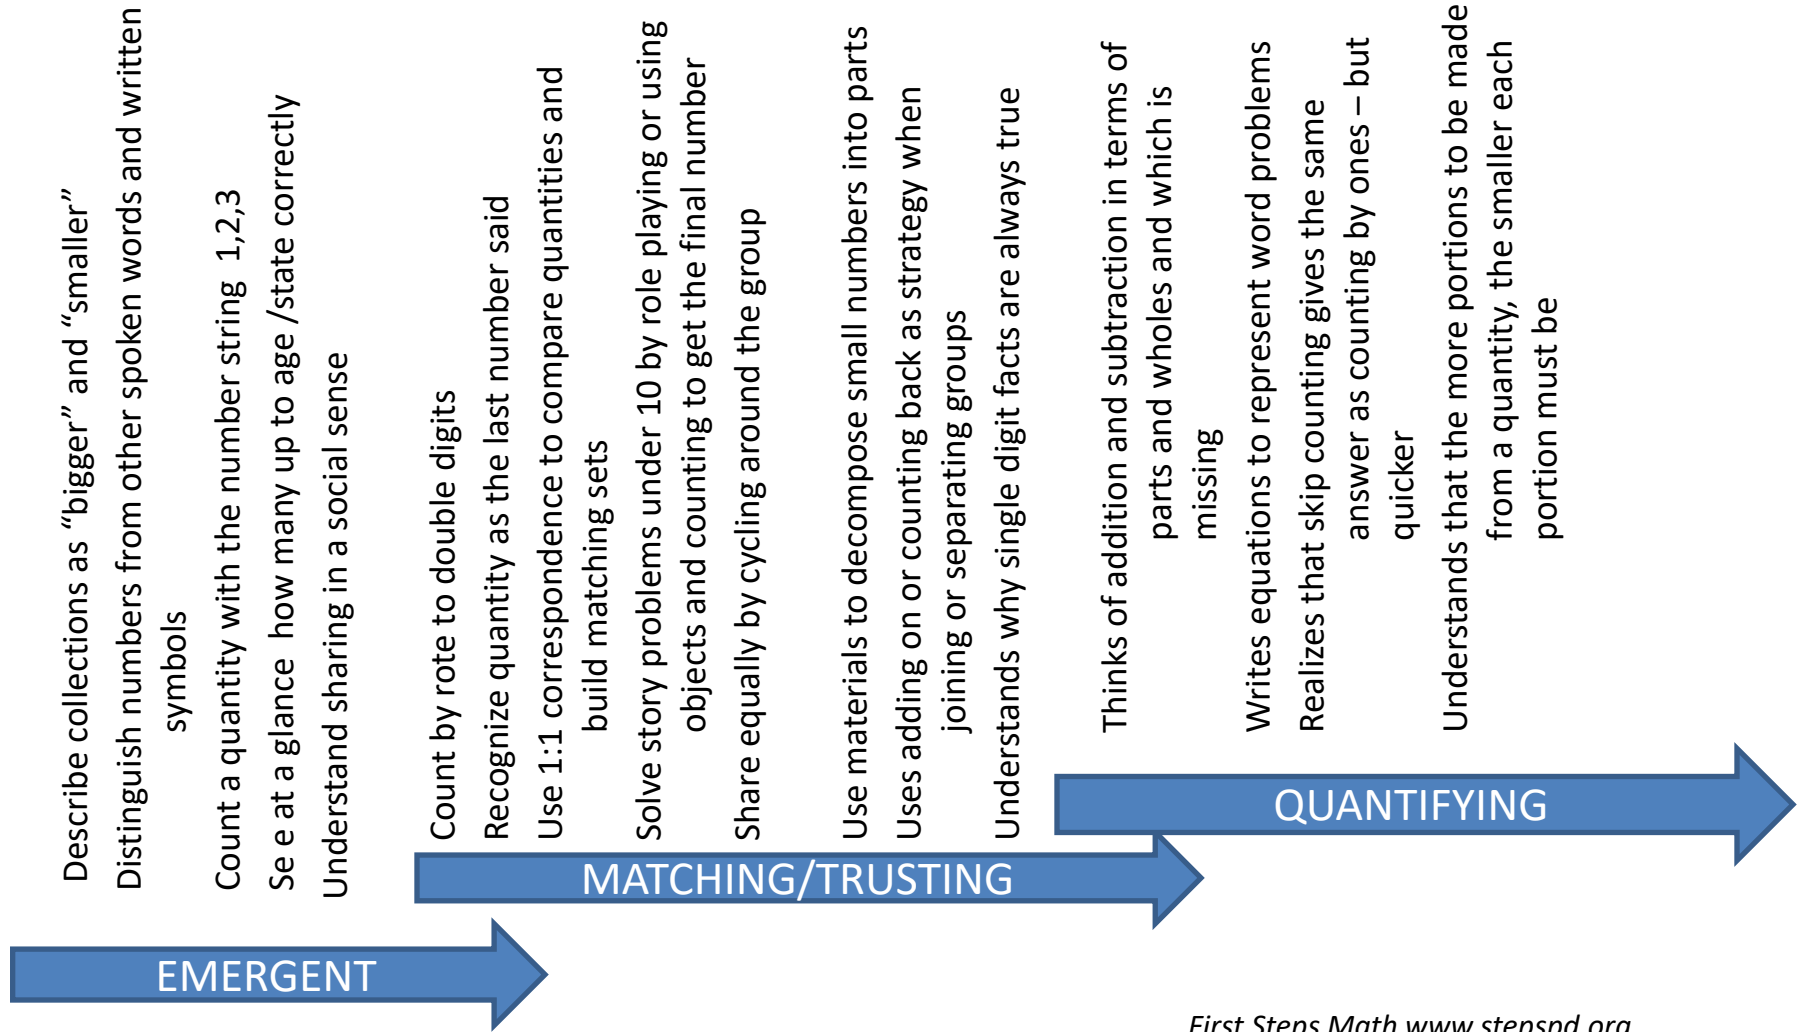 Describe collections as “bigger” and “smaller”
Distinguish numbers from other spoken words and written
symbols
Count a quantity with the number string 1,2,3
Se e at a glance how many up to age /state correctly
Understand sharing in a social sense
Count by rote to double digits
Recognize quantity as the last number said
Use 1:1 correspondence to compare quantities and
build matching sets
Solve story problems under 10 by role playing or using
objects and counting to get the final number
Share equally by cycling around the group
Use materials to decompose small numbers into parts
Uses adding on or counting back as strategy when
joining or separating groups
Understands why single digit facts are always true
Thinks of addition and subtraction in terms of
parts and wholes and which is
missing
Writes equations to represent word problems
Realizes that skip counting gives the same
answer as counting by ones – but
quicker
Understands that the more portions to be made
from a quantity, the smaller each
portion must be
QUANTIFYING
MATCHING/TRUSTING
EMERGENT
First Steps Math www.stepspd.org